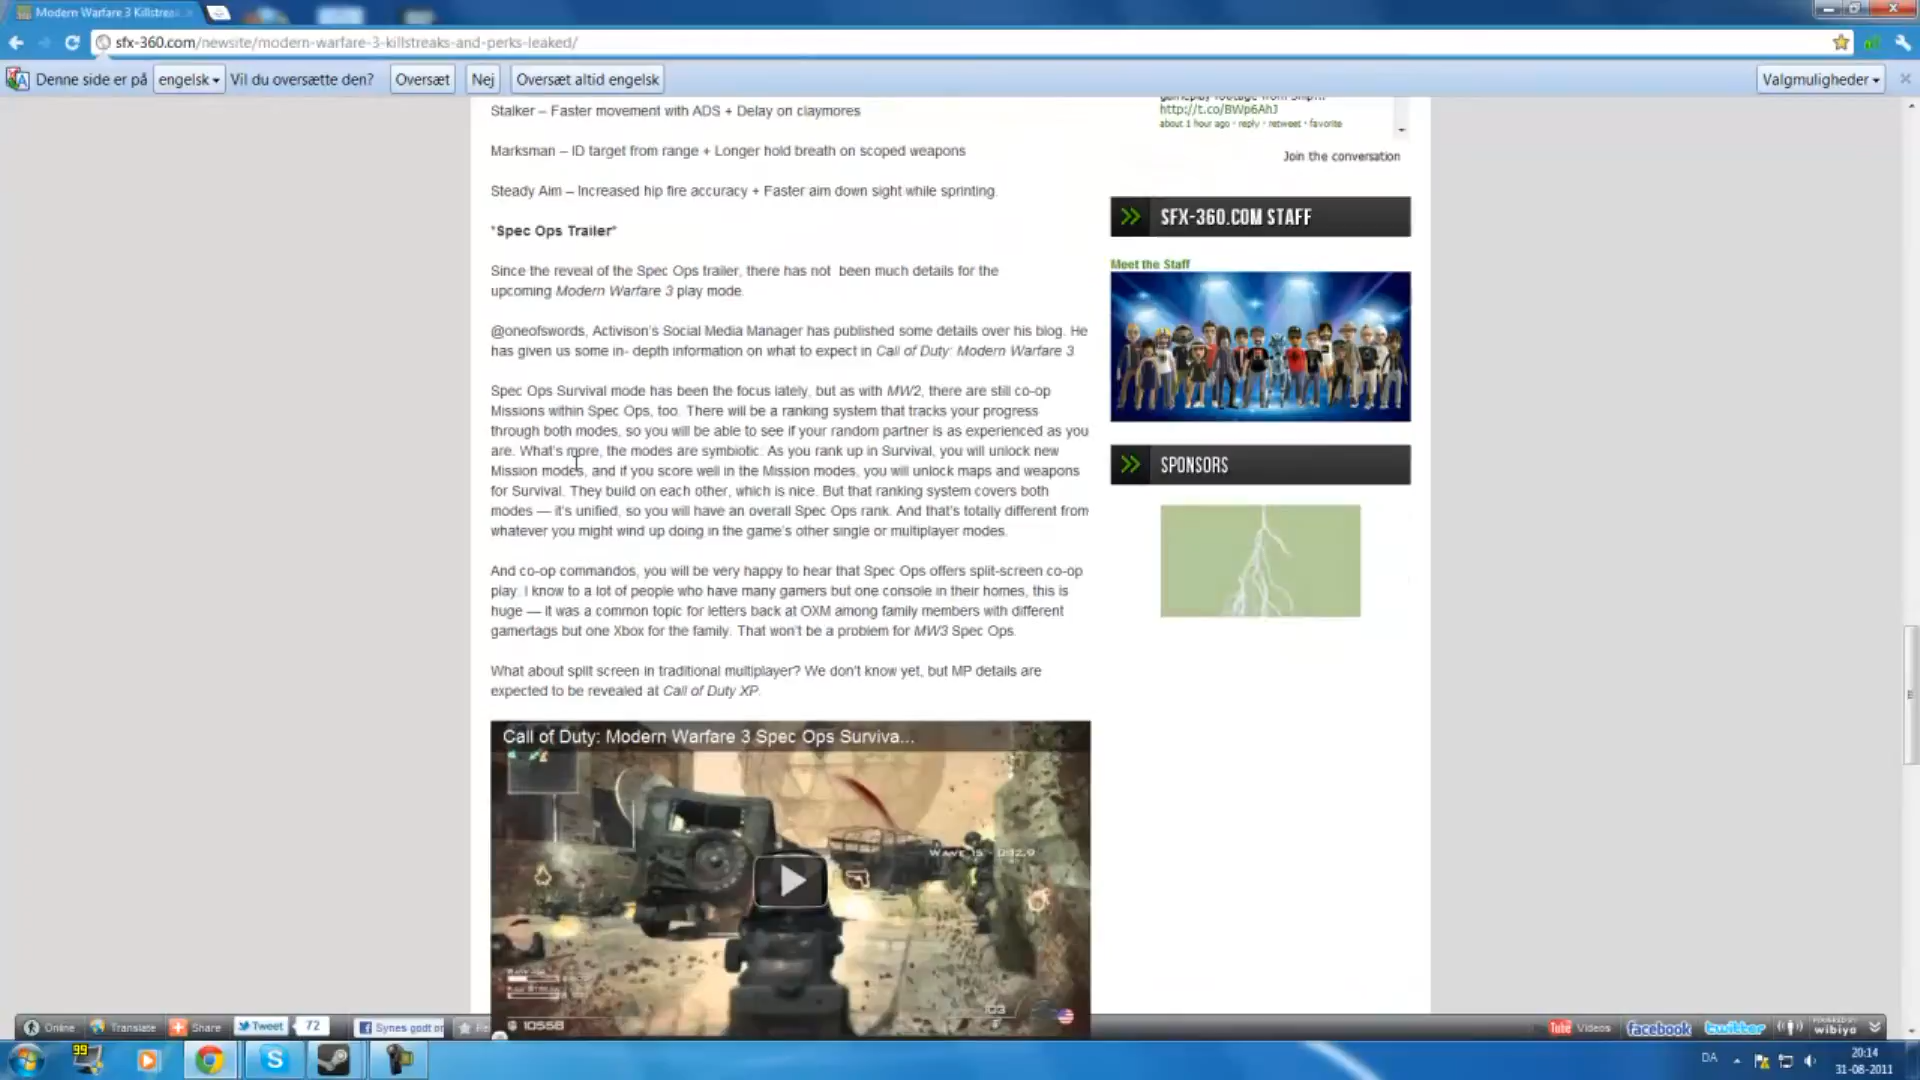 Modern Warfare 3 Killstrea
sfx-360.com/newsite/modern-warfare-3-killstreaks-and-perks-leaked/
Denne side er på engelsk Vil du oversætte den? Oversæt Nej Oversæt altid engelsk Valgmuligheder
Stalker – Faster movement with ADS + Delay on claymores
Marksman – ID target from range + Longer hold breath on scoped weapons
Steady Aim – Increased hip fire accuracy + Faster aim down sight while sprinting.
*Spec Ops Trailer*
Since the reveal of the Spec Ops trailer, there has not been much details for the
upcoming Modern Warfare 3 play mode.
@oneofswords, Activison's Social Media Manager has published some details over his blog. He
has given us some in- depth information on what to expect in Call of Duty: Modern Warfare 3
Spec Ops Survival mode has been the focus lately, but as with MW2, there are still co-op
Missions within Spec Ops, too. There will be a ranking system that tracks your progress
through both modes, so you will be able to see if your random partner is as experienced as you
are. What's more, the modes are symbiotic. As you rank up in Survival, you will unlock new
Mission modes, and if you score well in the Mission modes, you will unlock maps and weapons
for Survival. They build on each other, which is nice. But that ranking system covers both
modes — it's unified, so you will have an overall Spec Ops rank. And that's totally different from
whatever you might wind up doing in the game's other single or multiplayer modes.
And co-op commandos, you will be very happy to hear that Spec Ops offers split-screen co-op
play. I know to a lot of people who have many gamers but one console in their homes, this is
huge — it was a common topic for letters back at OXM among family members with different
gamertags but one Xbox for the family. That won't be a problem for MW3 Spec Ops.
What about split screen in traditional multiplayer? We don't know yet, but MP details are
expected to be revealed at Call of Duty XP.
Call of Duty: Modern Warfare 3 Spec Ops Surviva...
WAVE 15 - 0:12.9
103
10558
gameplay footage from
http://t.co/BWp6AhJ
about 1 hour ago · reply · retweet · favorite
Join the conversation
SFX-360.COM STAFF
Meet the Staff
SPONSORS
Online Translate Share Tweet 72 Synes godt or Re
You Tube Videos facebook twitter POWERED BY wibiya
99
DA
20:14
31-08-2011